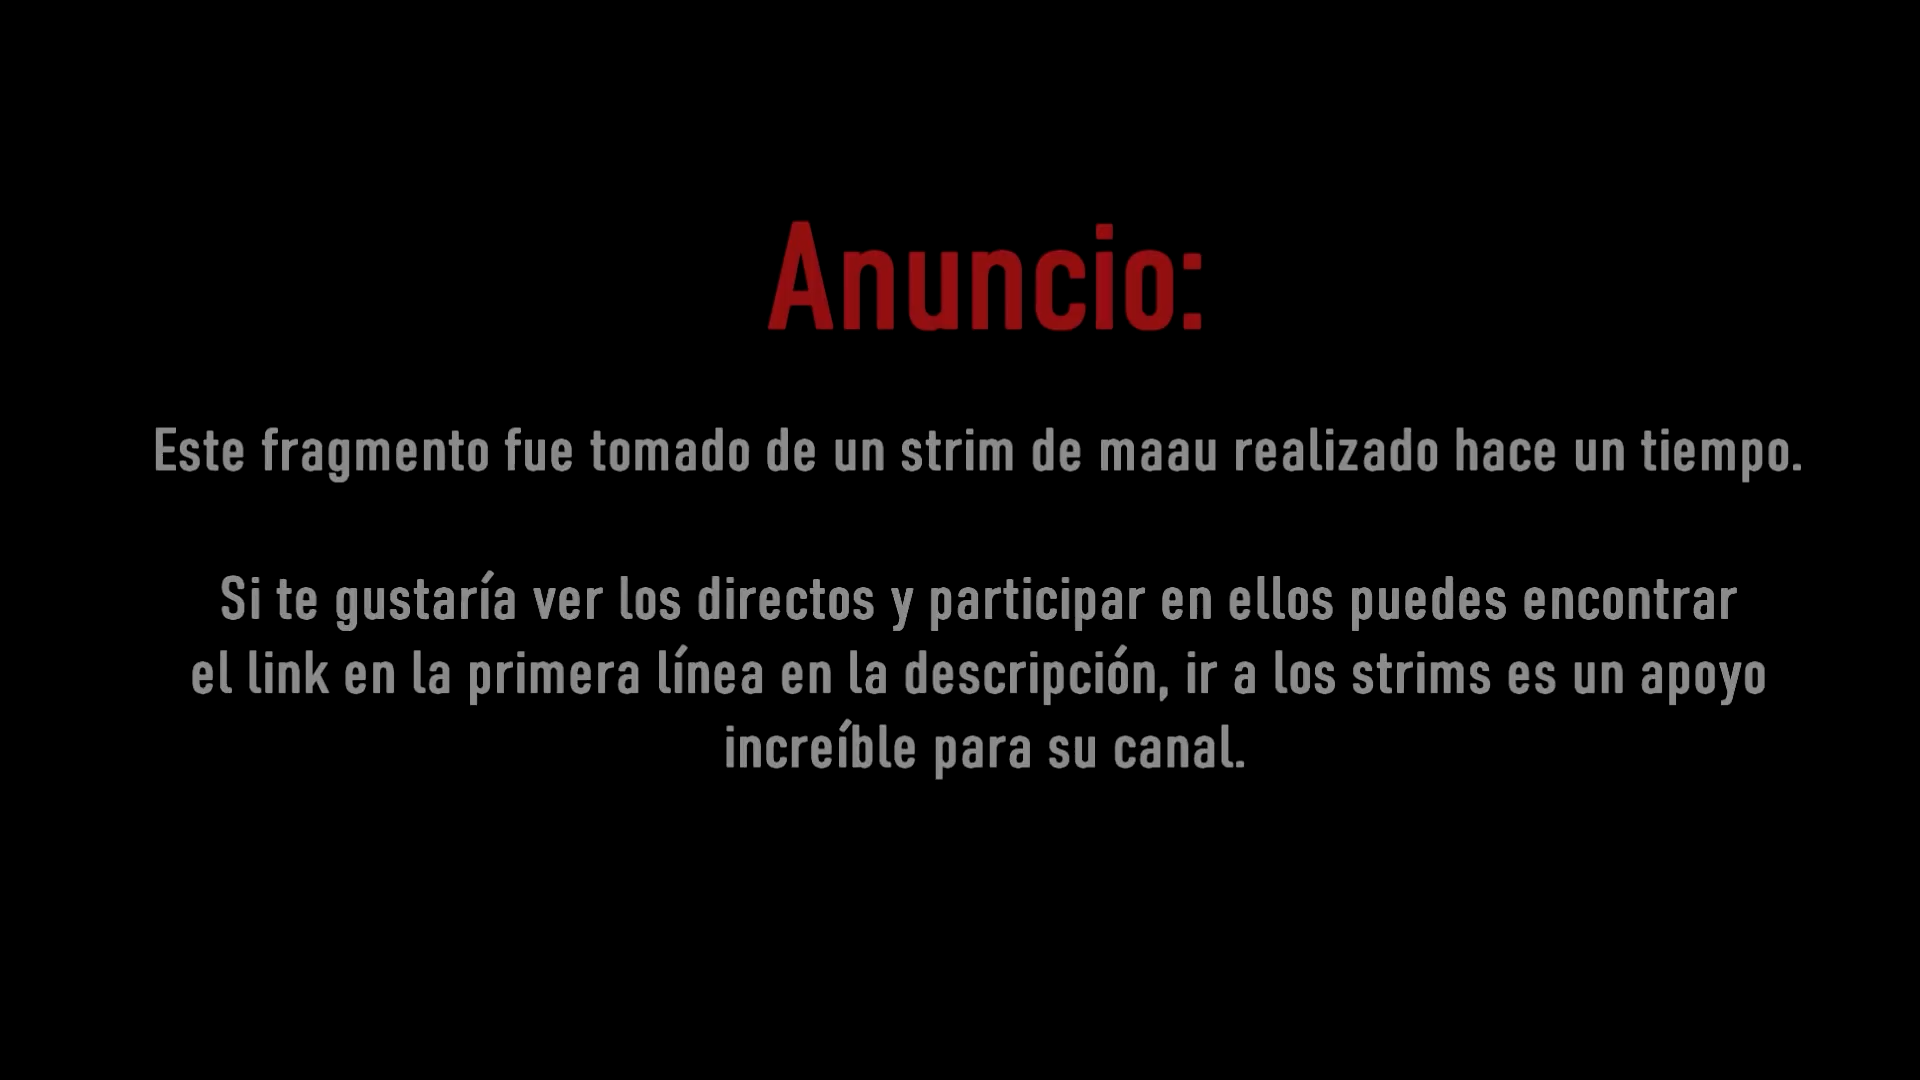 Anuncio:
Este fragmento fue tomado de un strim de maau realizado hace un tiempo.
Si te gustaría ver los directos y participar en ellos puedes encontrar
el link en la primera línea en la descripción, ir a los strims es un apoyo
increíble para su canal.